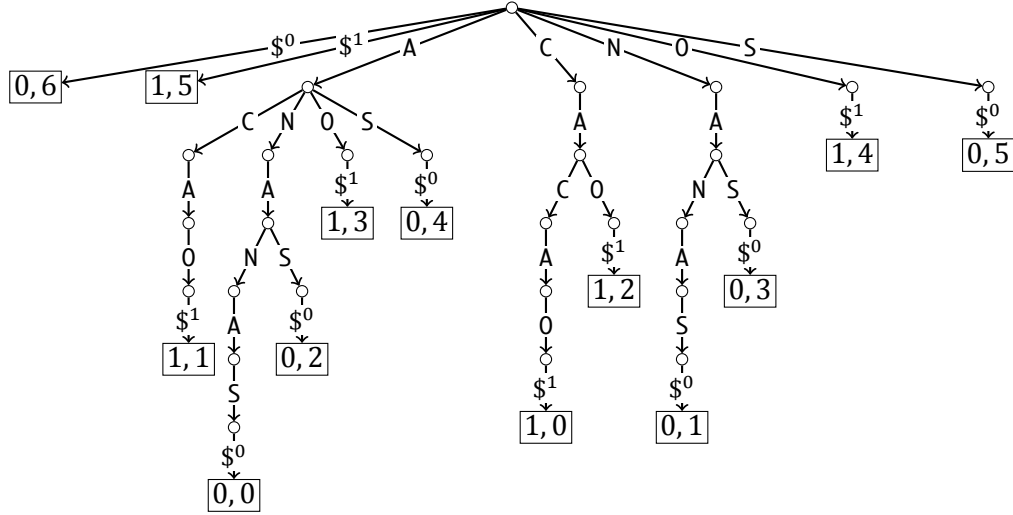 $⁰ $¹ A C N O S
0, 6 1, 5
C N O S A A $¹ $⁰
1, 4 0, 5
A A $¹ $⁰ C O N S
1, 3 0, 4
O N S A $¹ A $⁰
1, 2 0, 3
$¹ A $⁰ O S
1, 1 0, 2
S $¹ $⁰
1, 0 0, 1
$⁰
0, 0